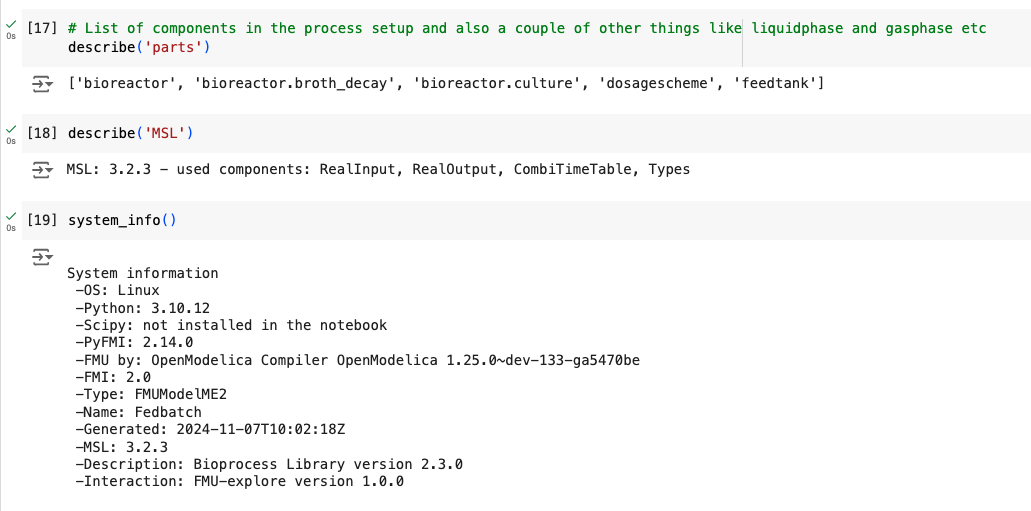 [17] # List of components in the process setup and also a couple of other things like liquidphase and gasphase etc
describe('parts')
0s
['bioreactor', 'bioreactor.broth_decay', 'bioreactor.culture', 'dosagescheme', 'feedtank']
[18] describe('MSL')
0s
MSL: 3.2.3 – used components: RealInput, RealOutput, CombiTimeTable, Types
[19] system_info()
0s
System information
–OS: Linux
–Python: 3.10.12
–Scipy: not installed in the notebook
–PyFMI: 2.14.0
–FMU by: OpenModelica Compiler OpenModelica 1.25.0~dev-133-ga5470be
–FMI: 2.0
–Type: FMUModelME2
–Name: Fedbatch
–Generated: 2024-11-07T10:02:18Z
–MSL: 3.2.3
–Description: Bioprocess Library version 2.3.0
–Interaction: FMU-explore version 1.0.0